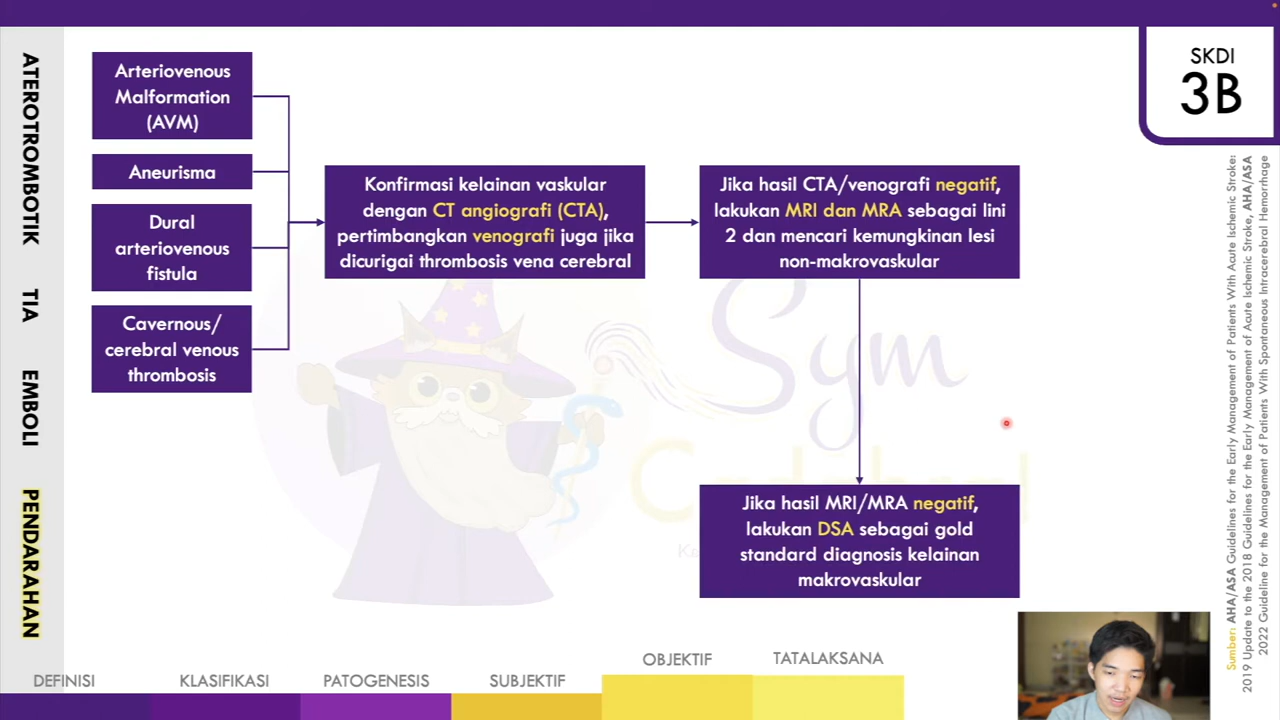 ATEROTROMBOTIK
TIA
EMBOLI
PENDARAHAN
Arteriovenous
Malformation
(AVM)
Aneurisma
Dural
arteriovenous
fistula
Cavernous/
cerebral venous
thrombosis
Konfirmasi kelainan vaskular
dengan CT angiografi (CTA),
pertimbangkan venografi juga jika
dicurigai thrombosis vena cerebral
Jika hasil CTA/venografi negatif,
lakukan MRI dan MRA sebagai lini
2 dan mencari kemungkinan lesi
non-makrovaskular
Jika hasil MRI/MRA negatif,
lakukan DSA sebagai gold
standard diagnosis kelainan
makrovaskular
Sym
SKDI
3B
Sumber: AHA/ASA Guidelines for the Early Management of Patients With Acute Ischemic Stroke:
2019 Update to the 2018 Guidelines for the Early Management of Acute Ischemic Stroke, AHA/ASA
2022 Guideline for the Management of Patients With Spontaneous Intracerebral Hemorrhage
DEFINISI
KLASIFIKASI
PATOGENESIS
SUBJEKTIF
OBJEKTIF
TATALAKSANA